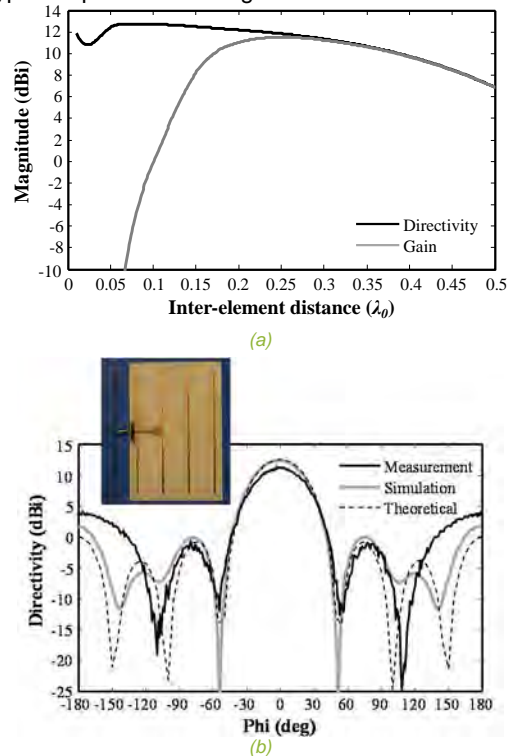 14
12
10
8
6
4
2
0
-2
-4
-6
-8
-10
Magnitude (dBi)
Directivity
Gain
0 0.05 0.1 0.15 0.2 0.25 0.3 0.35 0.4 0.45 0.5
Inter-element distance (λ0)
(a)
15
10
5
0
-5
-10
-15
-20
-25
Directivity (dBi)
Measurement
Simulation
Theoretical
-180 -150 -120 -90 -60 -30 0 30 60 90 120 150 180
Phi (deg)
(b)